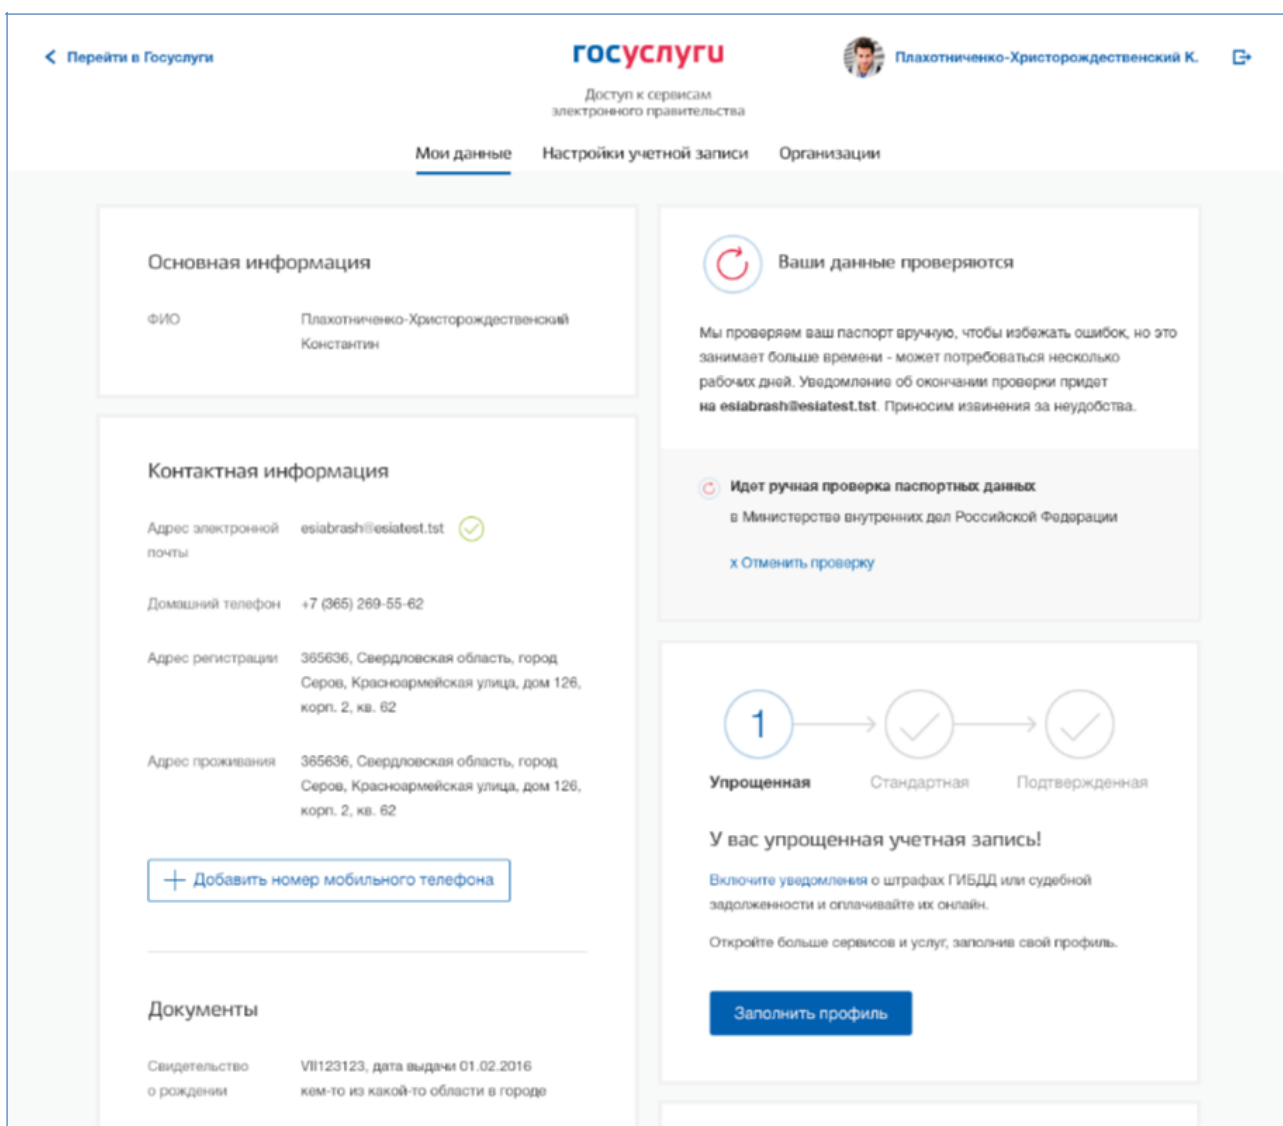 Перейти в Госуслуги
госуслуги
Плахотниченко-Христорождественский К.
Доступ к сервисам
электронного правительства
Мои данные
Настройки учетной записи
Организации
Основная информация
ФИО
Плахотниченко-Христорождественский
Константин
Контактная информация
Адрес электронной
почты
esiabrash@esiatest.tst
Домашний телефон
+7 (365) 269-55-62
Адрес регистрации
365636, Свердловская область, город
Серов, Красноармейская улица, дом 126,
корп. 2, кв. 62
Адрес проживания
365636, Свердловская область, город
Серов, Красноармейская улица, дом 126,
корп. 2, кв. 62
Добавить номер мобильного телефона
Документы
Свидетельство
о рождении
VII123123, дата выдачи 01.02.2016
кем-то из какой-то области в городе
Ваши данные проверяются
Мы проверяем ваш паспорт вручную, чтобы избежать ошибок, но это
занимает больше времени - может потребоваться несколько
рабочих дней. Уведомление об окончании проверки придет
на esiabrash@esiatest.tst. Приносим извинения за неудобства.
Идет ручная проверка паспортных данных
в Министерстве внутренних дел Российской Федерации
x Отменить проверку
1
Упрощенная
Стандартная
Подтвержденная
У вас упрощенная учетная запись!
Включите уведомления о штрафах ГИБДД или судебной
задолженности и оплачивайте их онлайн.
Откройте больше сервисов и услуг, заполнив свой профиль.
Заполнить профиль